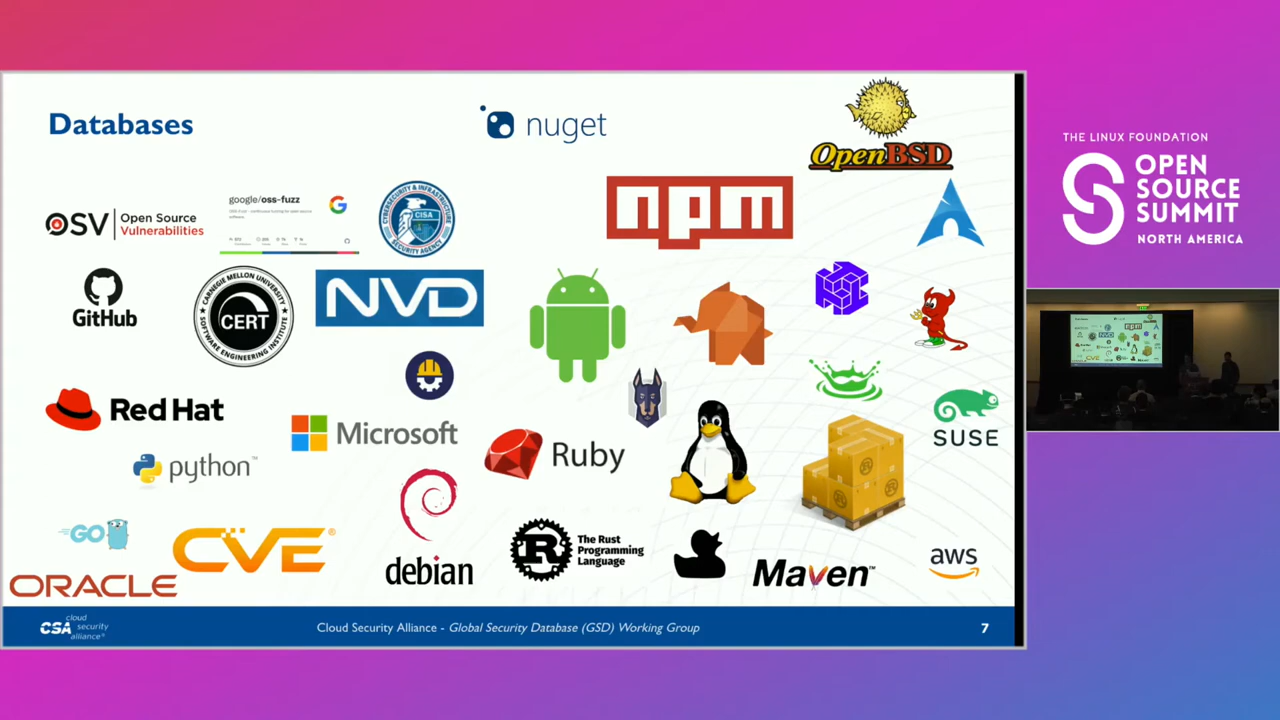 Databases
nuget
OpenBSD
THE LINUX FOUNDATION
OPEN
SOURCE
SUMMIT
NORTH AMERICA
OSV
Open Source
Vulnerabilities
google/oss-fuzz
CYBERSECURITY & INFRASTRUCTURE
CISA
SECURITY AGENCY
npm
GitHub
CARNEGIE MELLON UNIVERSITY
CERT
SOFTWARE ENGINEERING INSTITUTE
NVD
Red Hat
Microsoft
Ruby
SUSE
python™
GO
CVE®
debian
R
The Rust
Programming
Language
Maven™
aws
ORACLE
CSA
cloud
security
alliance®
Cloud Security Alliance - Global Security Database (GSD) Working Group
7